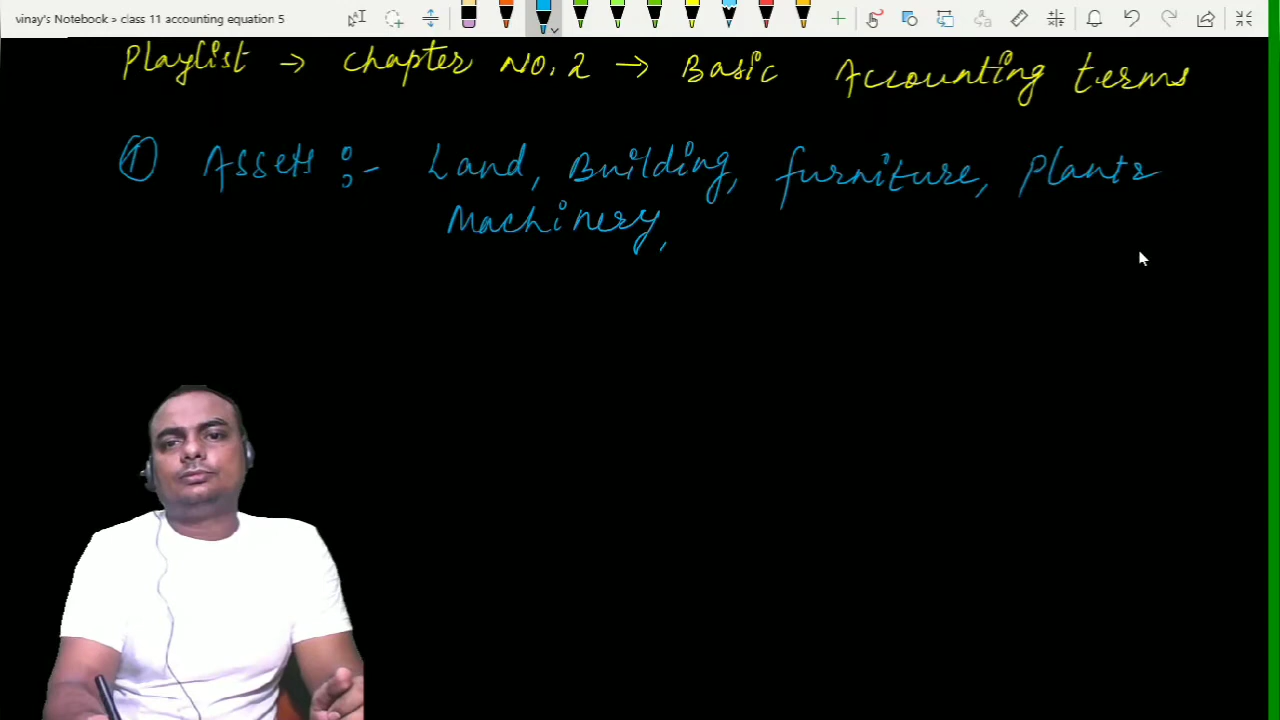 vinay's Notebook > class 11 accounting equation 5
Playlist → Chapter No. 2 → Basic Accounting terms
① Assets :- Land, Building, furniture, Plant &
Machinery,